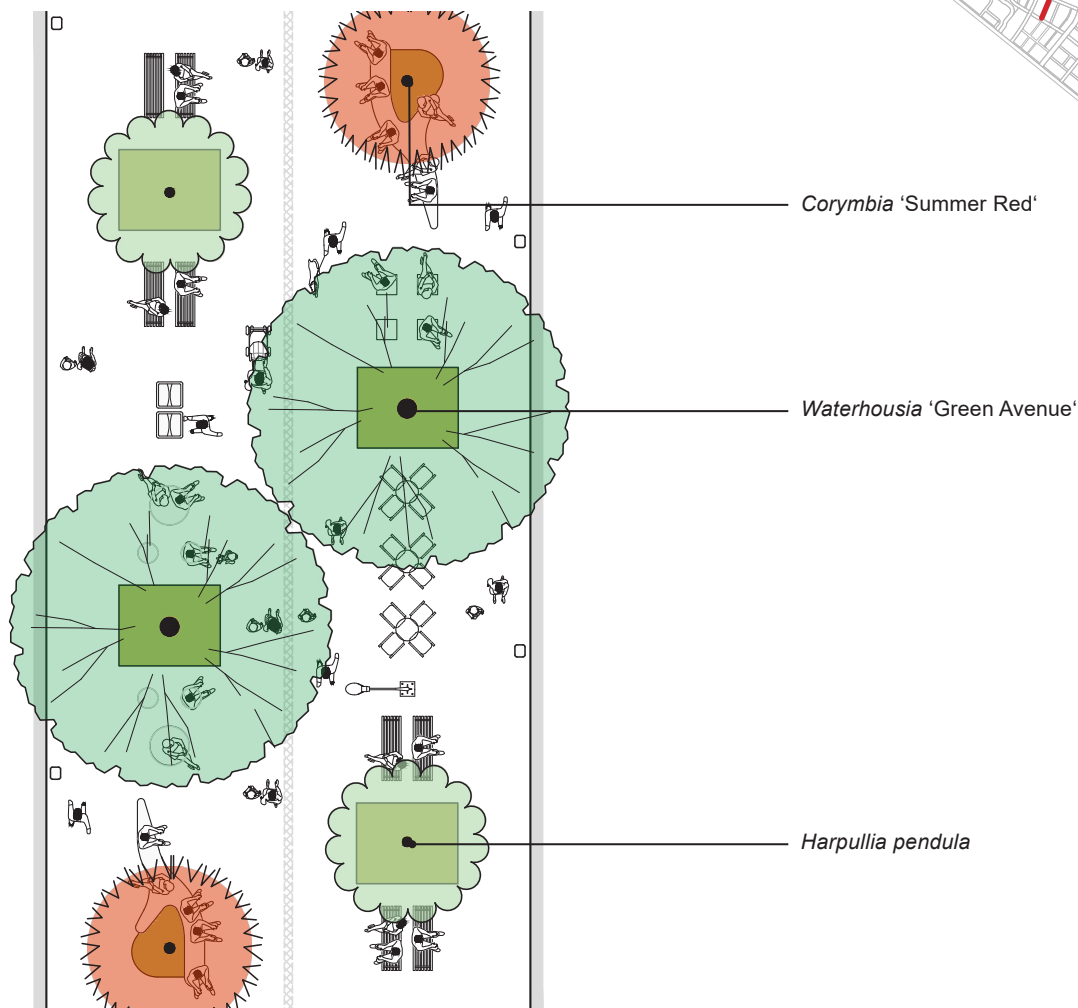 Corymbia ‘Summer Red‘
Waterhousia ‘Green Avenue‘
Harpullia pendula